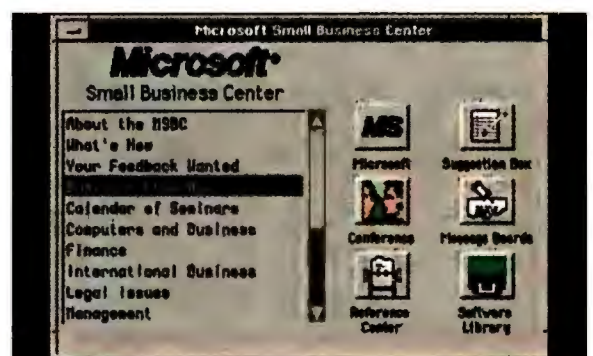 Microsoft Small Business Center
Microsoft
Small Business Center
About the MSBC
What's New
Your Feedback Wanted
Calendar of Seminars
Computers and Business
Finance
International Business
Legal Issues
Management
MS
Microsoft
Suggestion Box
Conference
Message Boards
Reference
Center
Software
Library